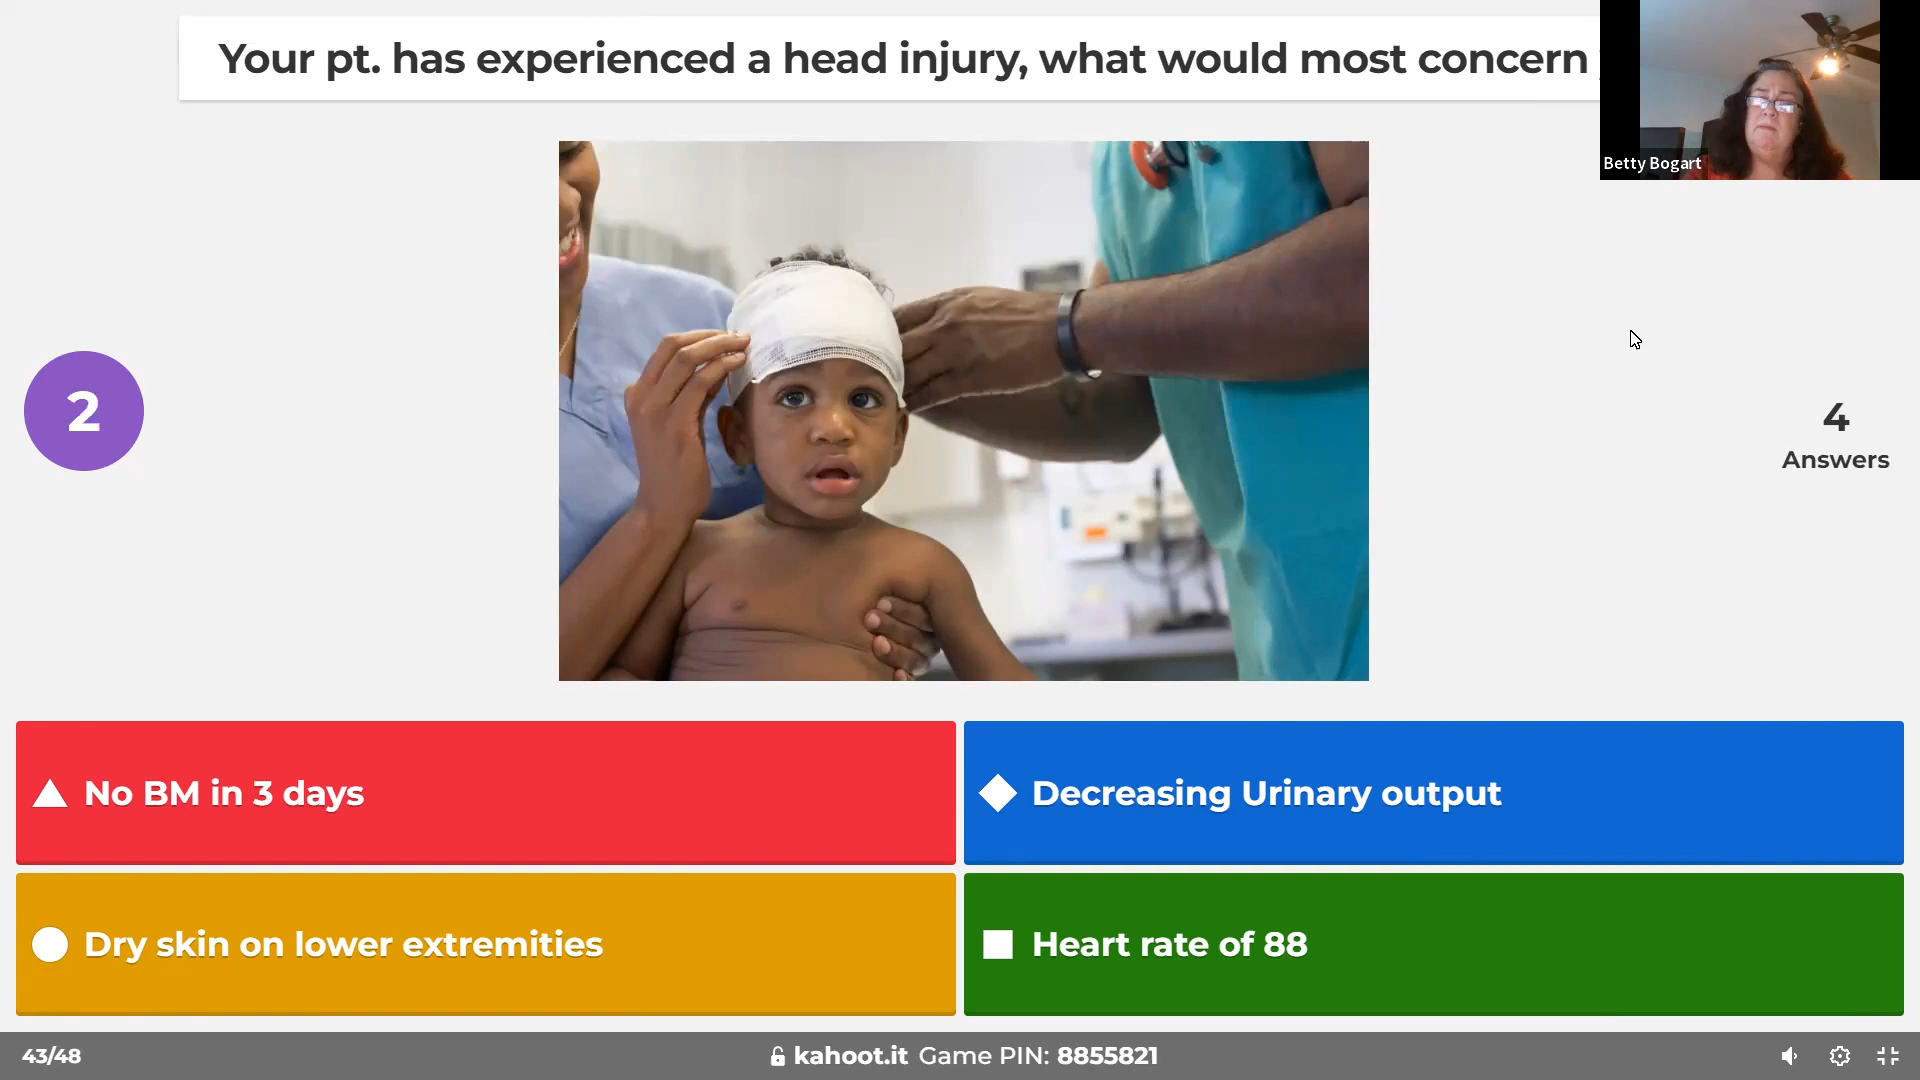 Your pt. has experienced a head injury, what would most concern
Betty Bogart
2
4
Answers
No BM in 3 days
Decreasing Urinary output
Dry skin on lower extremities
Heart rate of 88
43/48
kahoot.it Game PIN: 8855821